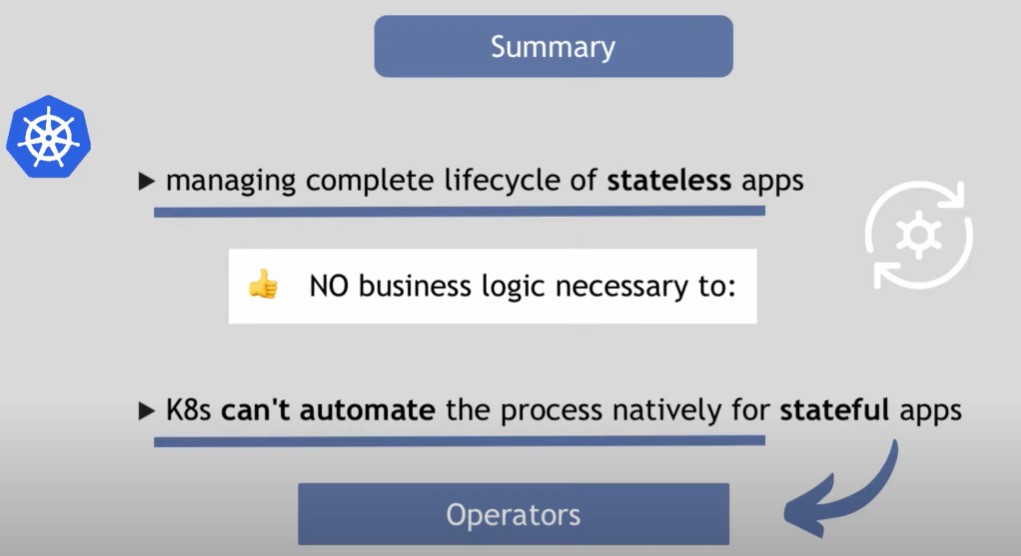 Summary
managing complete lifecycle of stateless apps
NO business logic necessary to:
K8s can't automate the process natively for stateful apps
Operators